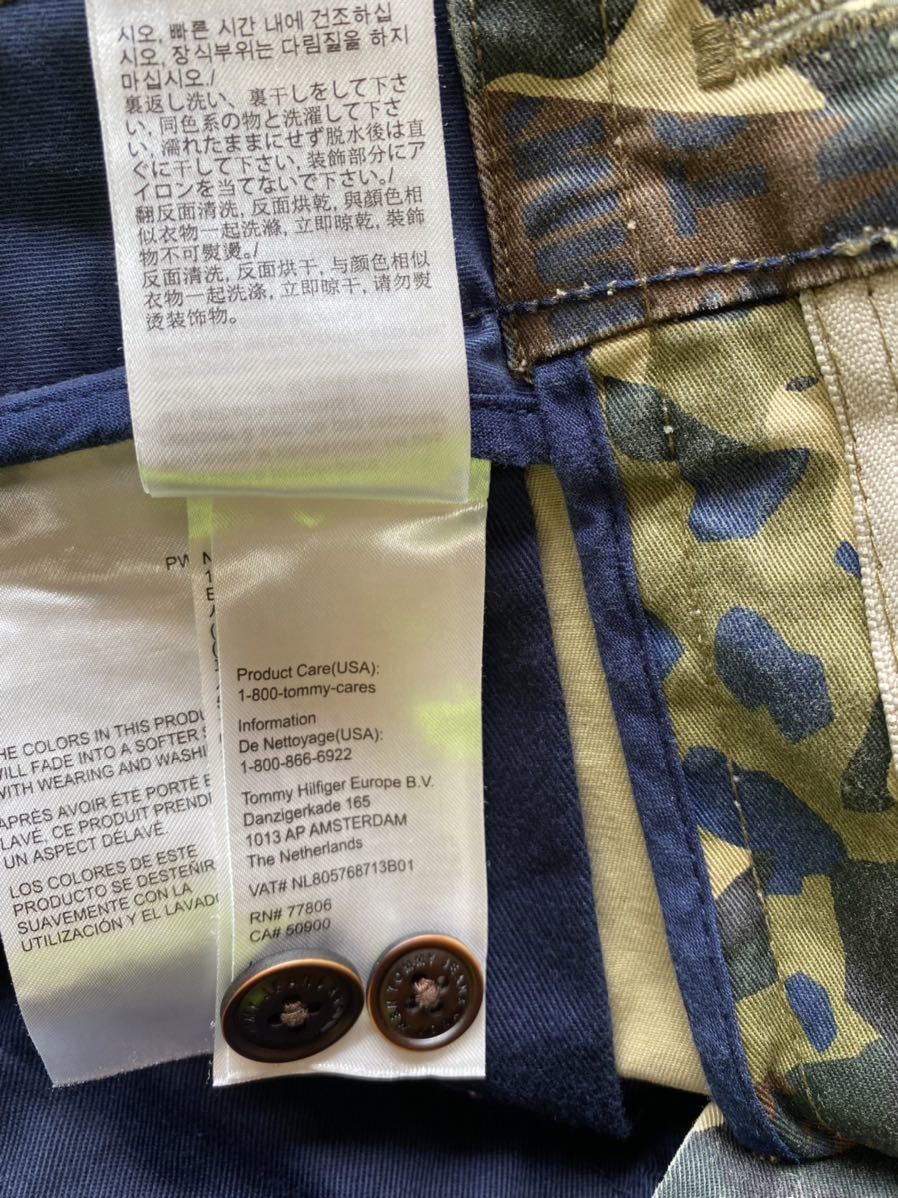 시오, 빠른 시간 내에 건조하십
시오, 장식부위는 다림질을 하지
마십시오./
裏返し洗い、裏干しをして下さ
い, 同色系の物と洗濯して下さ
い, 濡れたままにせず脱水後は直
ぐに干して下さい, 装飾部分にア
イロンを当てないで下さい。/
翻反面清洗, 反面烘乾, 與顏色相
似衣物一起洗滌, 立即晾乾, 裝飾
物不可熨燙。/
反面清洗, 反面烘干, 与颜色相似
衣物一起洗涤, 立即晾干, 请勿熨
烫装饰物。
PW
THE COLORS IN THIS PRODU
WILL FADE INTO A SOFTER S
WITH WEARING AND WASHI
APRÈS AVOIR ÉTE PORTÉ E
LAVÉ, CE PRODUIT PRENDI
UN ASPECT DÉLAVÉ.
LOS COLORES DE ESTE
PRODUCTO SE DESTEÑIR
SUAVEMENTE CON LA
UTILIZACIÓN Y EL LAVADO
Product Care(USA):
1-800-tommy-cares
Information
De Nettoyage(USA):
1-800-866-6922
Tommy Hilfiger Europe B.V.
Danzigerkade 165
1013 AP AMSTERDAM
The Netherlands
VAT# NL805768713B01
RN# 77806
CA# 50900
TOMMY JEANS